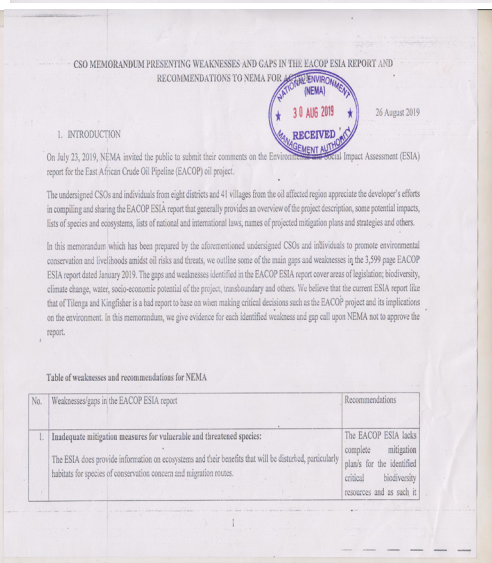 CSO MEMORANDUM PRESENTING WEAKNESSES AND GAPS IN THE EACOP ESIA REPORT AND
RECOMMENDATIONS TO NEMA FOR
NATIONAL ENVIRONMENT
(NEMA)
★ 30 AUG 2019 ★
RECEIVED
MANAGEMENT AUTHORITY
26 August 2019
1. INTRODUCTION
On July 23, 2019, NEMA invited the public to submit their comments on the Environmental and Social Impact Assessment (ESIA)
report for the East African Crude Oil Pipeline (EACOP) oil project.
The undersigned CSOs and individuals from eight districts and 41 villages from the oil affected region appreciate the developer's efforts
in compiling and sharing the EACOP ESIA report that generally provides an overview of the project description, some potential impacts,
lists of species and ecosystems, lists of national and international laws, names of projected mitigation plans and strategies and others.
In this memorandum which has been prepared by the aforementioned undersigned CSOs and individuals to promote environmental
conservation and livelihoods amidst oil risks and threats, we outline some of the main gaps and weaknesses in the 3,599 page EACOP
ESIA report dated January 2019. The gaps and weaknesses identified in the EACOP ESIA report cover areas of legislation; biodiversity,
climate change, water, socio-economic potential of the project, transboundary and others. We believe that the current ESIA report like
that of Tilenga and Kingfisher is a bad report to base on when making critical decisions such as the EACOP project and its implications
on the environment. In this memorandum, we give evidence for each identified weakness and gap call upon NEMA not to approve the
report.
Table of weaknesses and recommendations for NEMA
No. Weaknesses/gaps in the EACOP ESIA report Recommendations
1. Inadequate mitigation measures for vulnerable and threatened species:
The ESIA does provide information on ecosystems and their benefits that will be disturbed, particularly
habitats for species of conservation concern and migration routes.
The EACOP ESIA lacks
complete mitigation
plan/s for the identified
critical biodiversity
resources and as such it
1